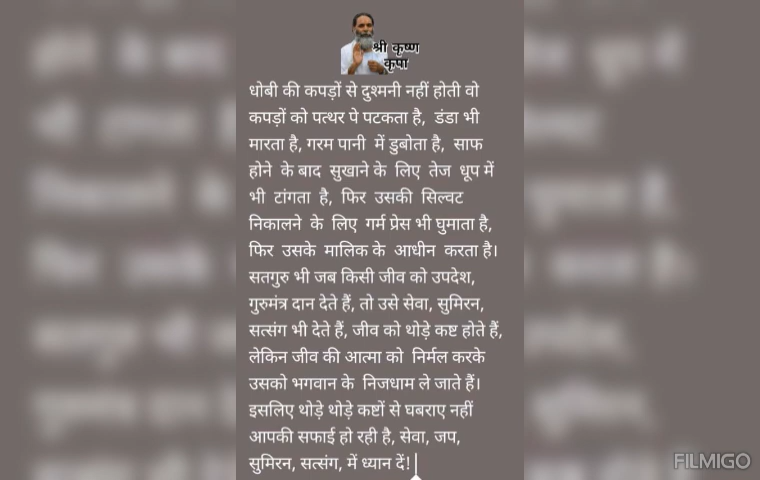 श्री कृष्ण
कृपा
धोबी की कपड़ों से दुश्मनी नहीं होती वो
कपड़ों को पत्थर पे पटकता है, डंडा भी
मारता है, गरम पानी में डुबोता है, साफ
होने के बाद सुखाने के लिए तेज धूप में
भी टांगता है, फिर उसकी सिल्वट
निकालने के लिए गर्म प्रेस भी घुमाता है,
फिर उसके मालिक के आधीन करता है।
सतगुरु भी जब किसी जीव को उपदेश,
गुरुमंत्र दान देते हैं, तो उसे सेवा, सुमिरन,
सत्संग भी देते हैं, जीव को थोड़े कष्ट होते हैं,
लेकिन जीव की आत्मा को निर्मल करके
उसको भगवान के निजधाम ले जाते हैं।
इसलिए थोड़े थोड़े कष्टों से घबराए नहीं
आपकी सफाई हो रही है, सेवा, जप,
सुमिरन, सत्संग, में ध्यान दें!
FILMIGO